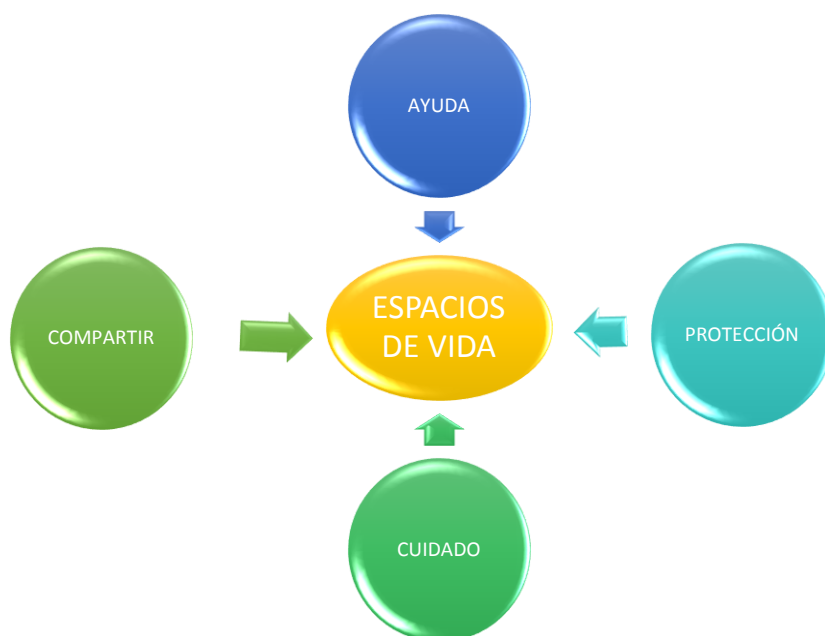 AYUDA
COMPARTIR
ESPACIOS
DE VIDA
PROTECCIÓN
CUIDADO